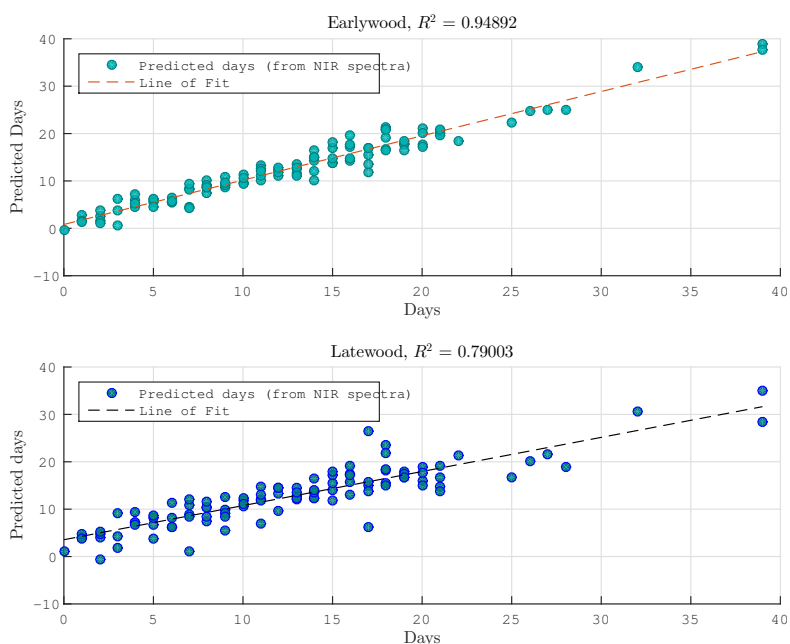 Earlywood, R² = 0.94892
40
30
20
10
0
−10
Predicted Days
Predicted days (from NIR spectra)
Line of Fit
0 5 10 15 20 25 30 35 40
Days
Latewood, R² = 0.79003
40
30
20
10
0
−10
Predicted days
Predicted days (from NIR spectra)
Line of Fit
0 5 10 15 20 25 30 35 40
Days